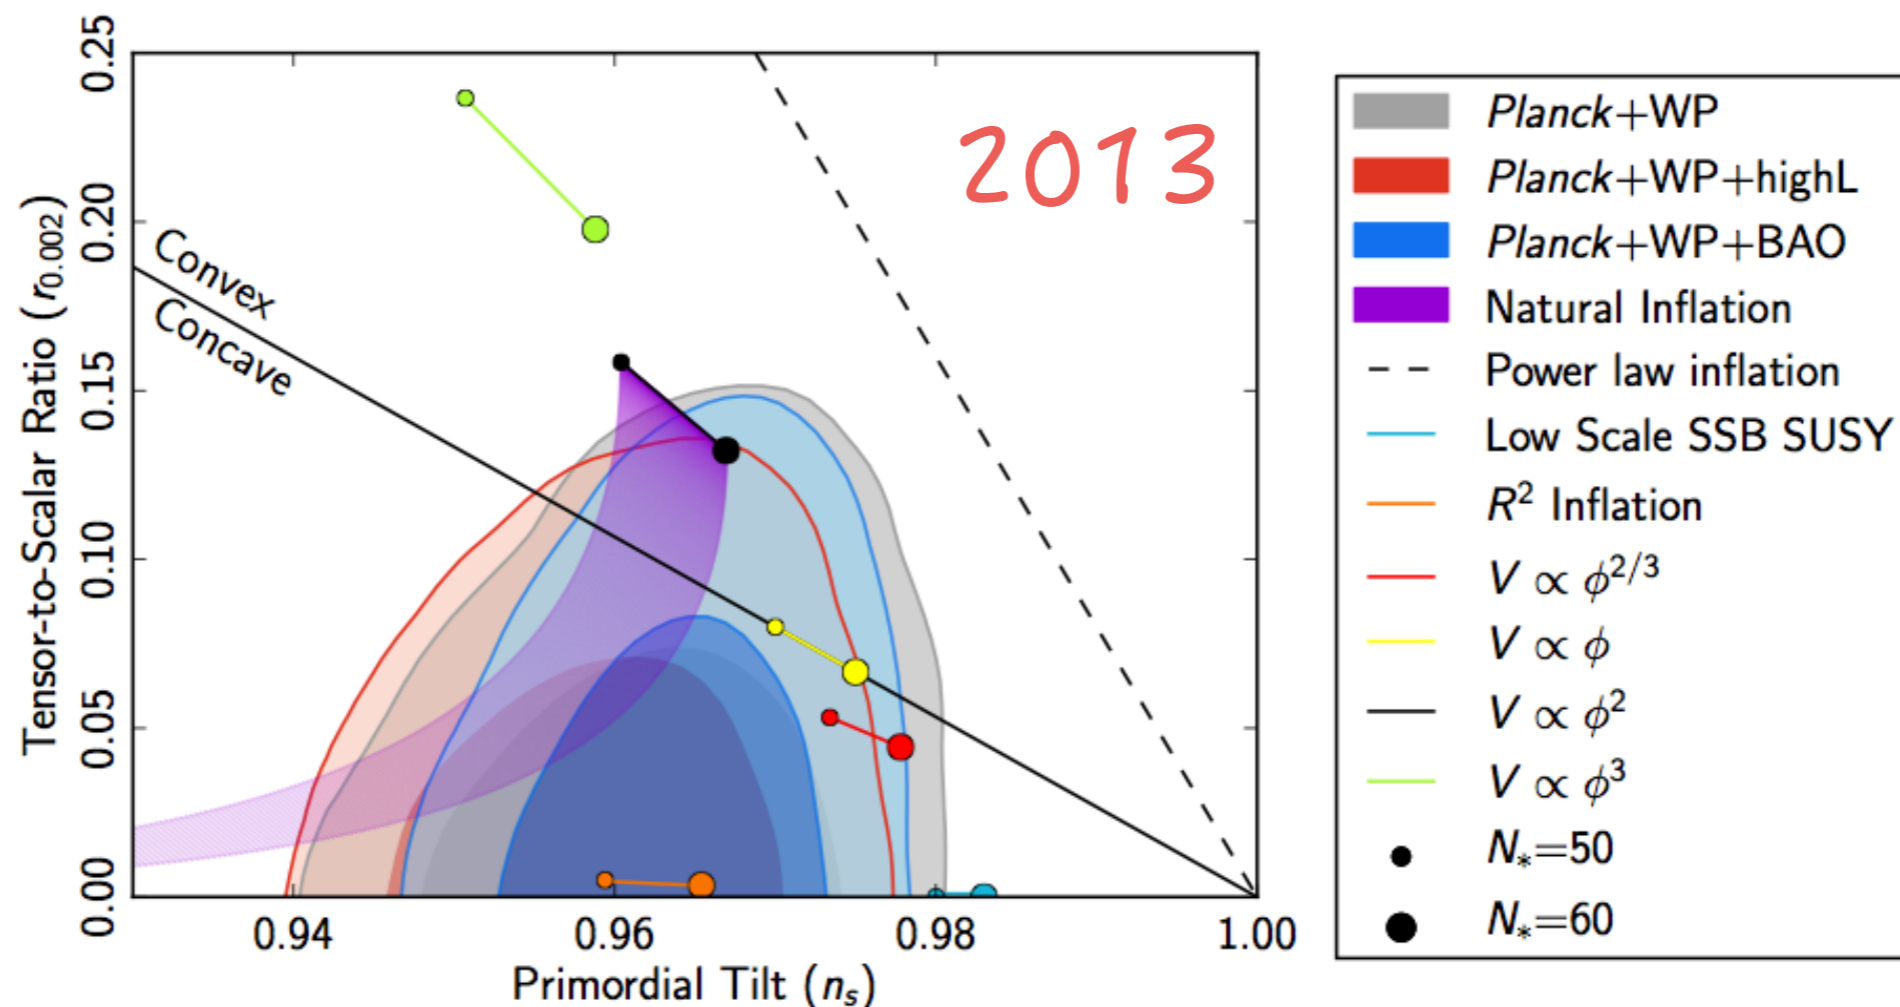 0.25
0.20
0.15
0.10
0.05
0.00
Tensor-to-Scalar Ratio (r0.002)
Convex
Concave
2013
0.94 0.96 0.98 1.00
Primordial Tilt (ns)
Planck+WP
Planck+WP+highL
Planck+WP+BAO
Natural Inflation
Power law inflation
Low Scale SSB SUSY
R² Inflation
V ∝ ϕ^2/3
V ∝ ϕ
V ∝ ϕ²
V ∝ ϕ³
N*=50
N*=60